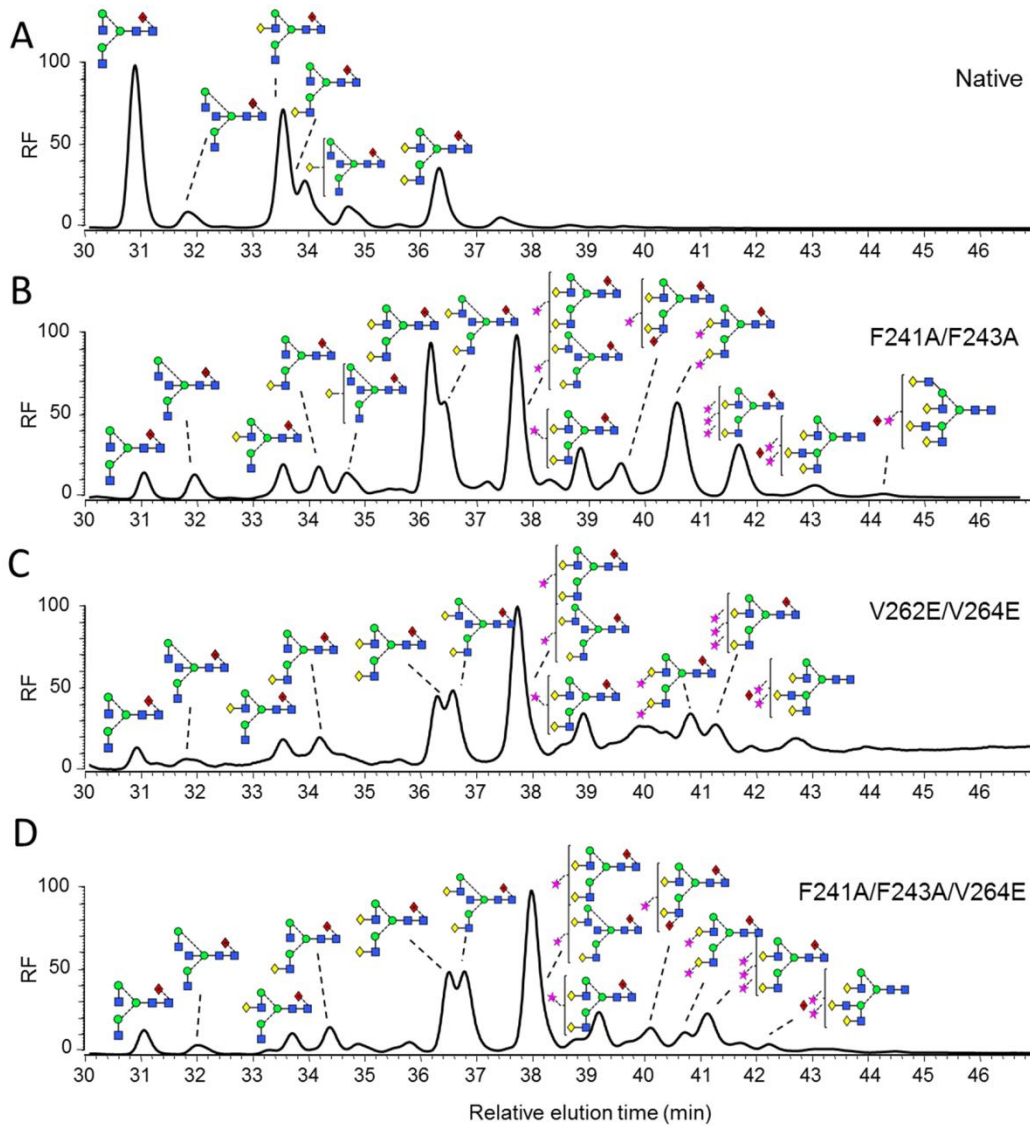 A
Native
100
50
0
RF
30 31 32 33 34 35 36 37 38 39 40 41 42 43 44 45 46
B
F241A/F243A
100
50
0
RF
30 31 32 33 34 35 36 37 38 39 40 41 42 43 44 45 46
C
V262E/V264E
100
50
0
RF
30 31 32 33 34 35 36 37 38 39 40 41 42 43 44 45 46
D
F241A/F243A/V264E
100
50
0
RF
30 31 32 33 34 35 36 37 38 39 40 41 42 43 44 45 46
Relative elution time (min)